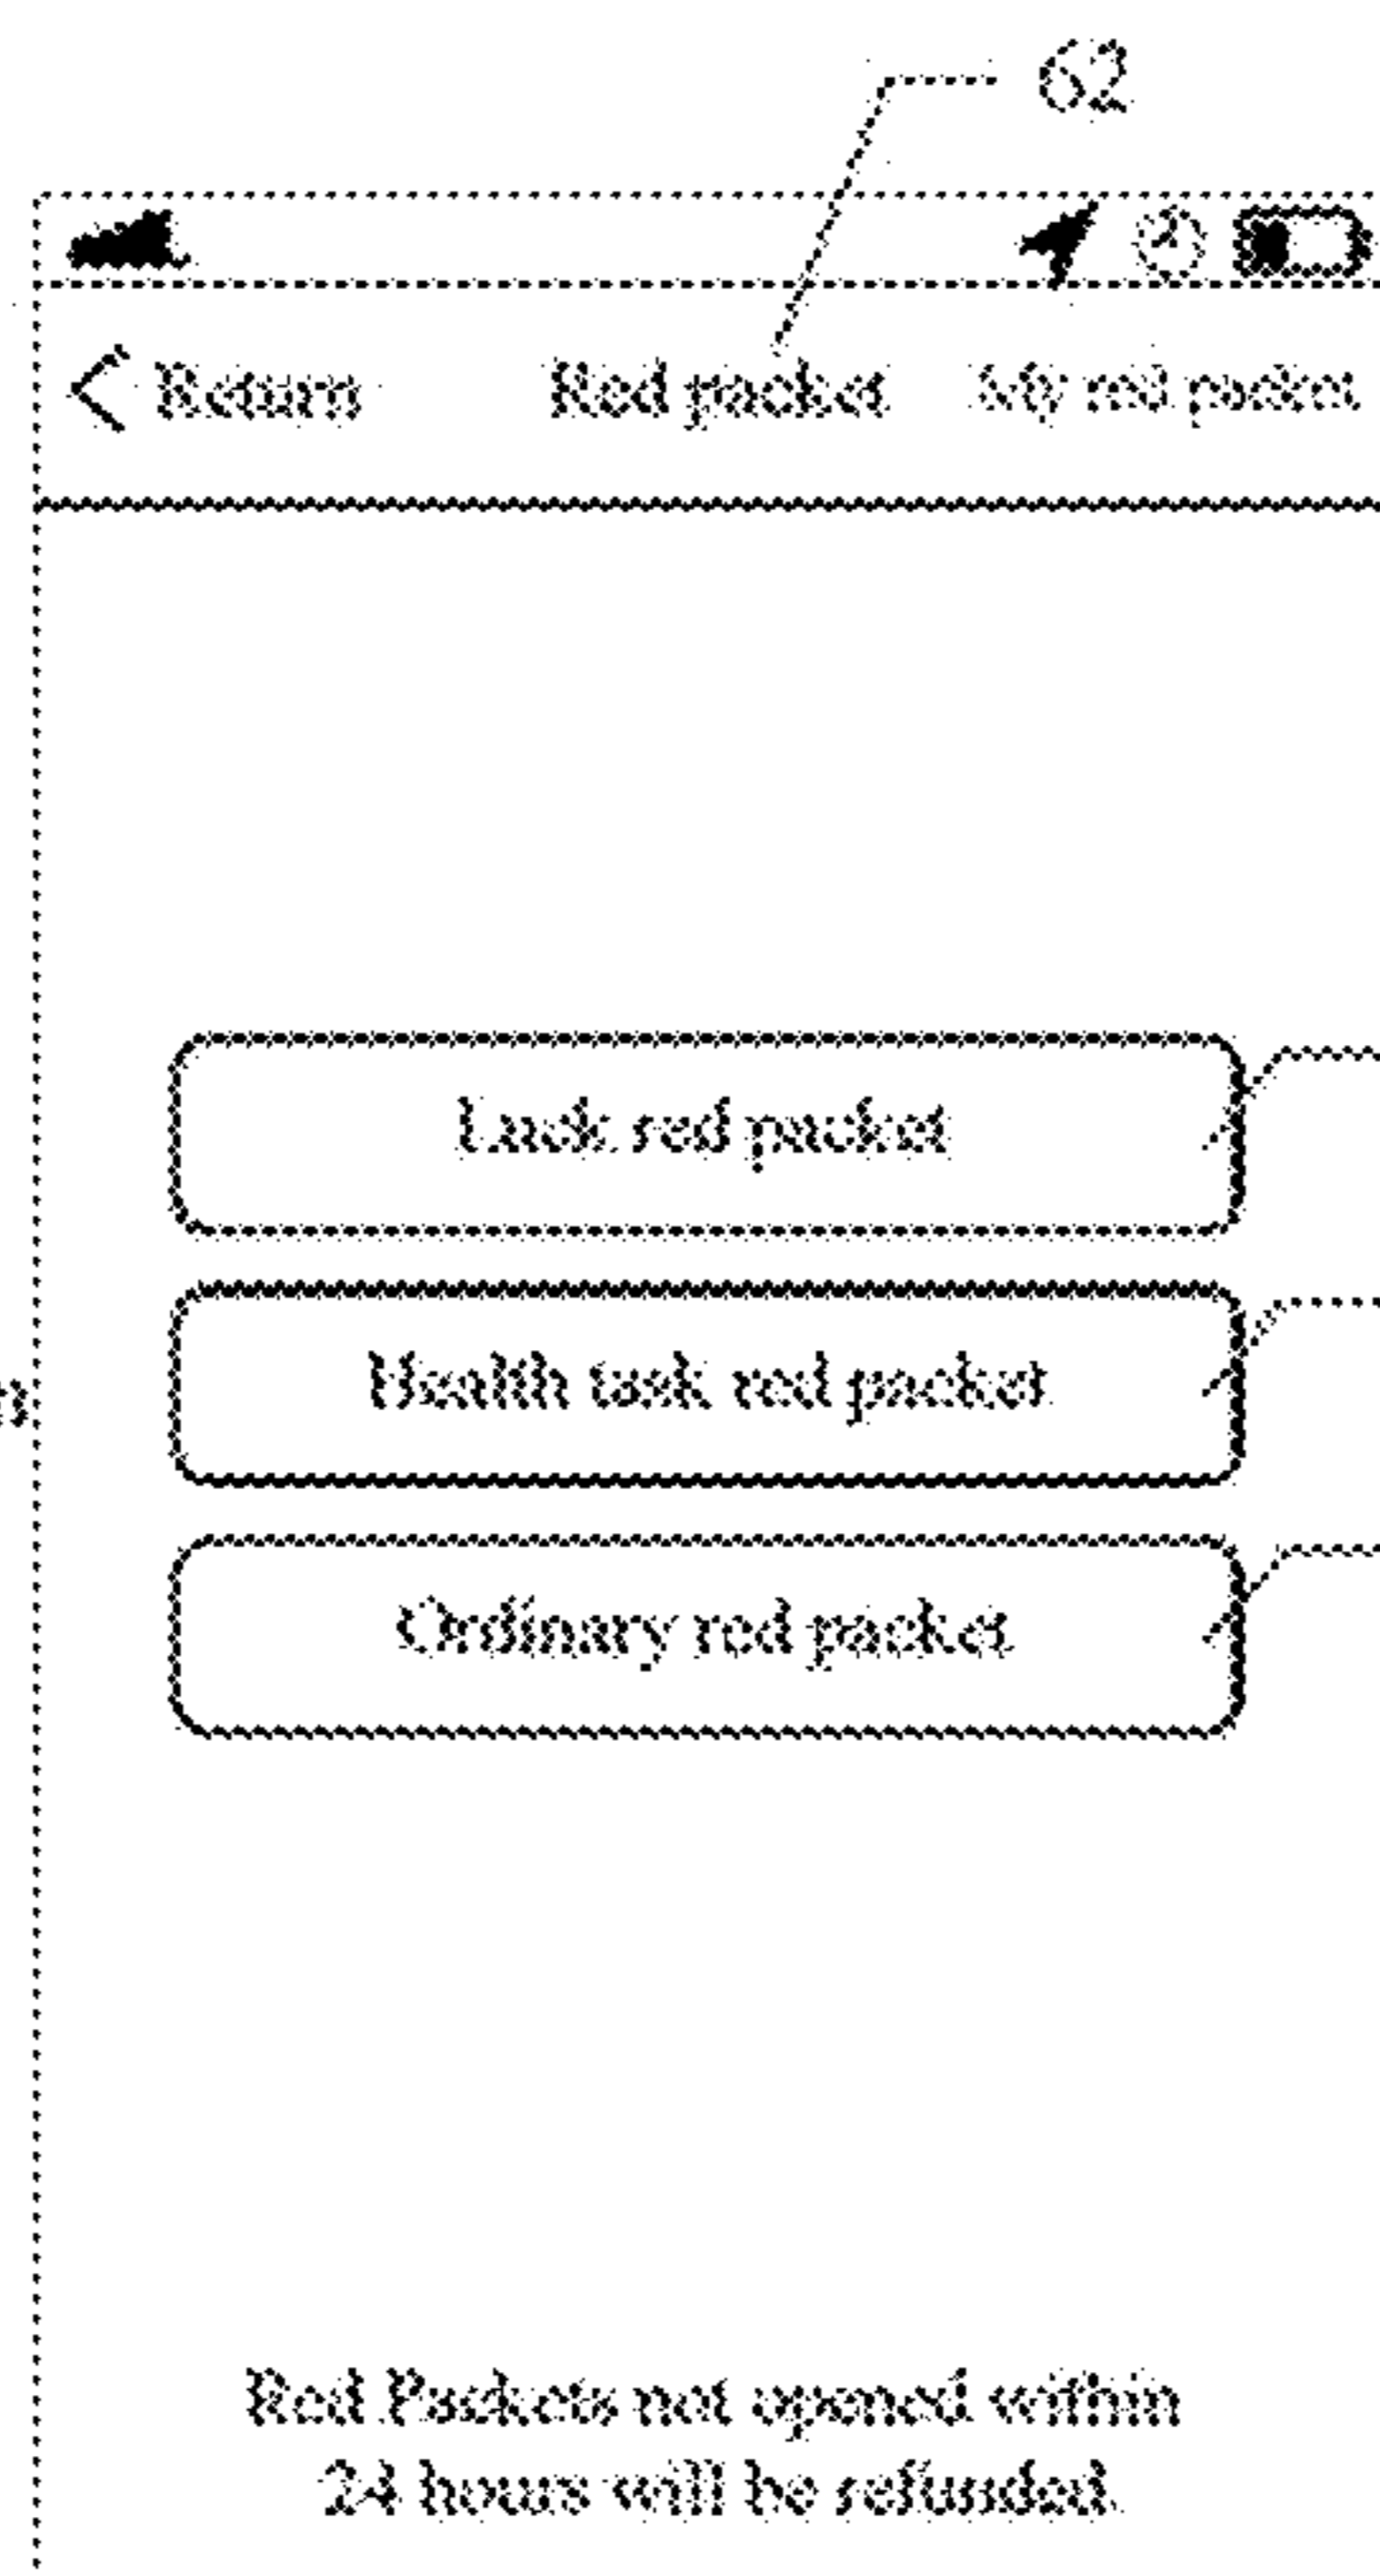 62
Return Red packet My red packet
Luck red packet
Health task red packet
Ordinary red packet
Red Packets not opened within
24 hours will be refunded.